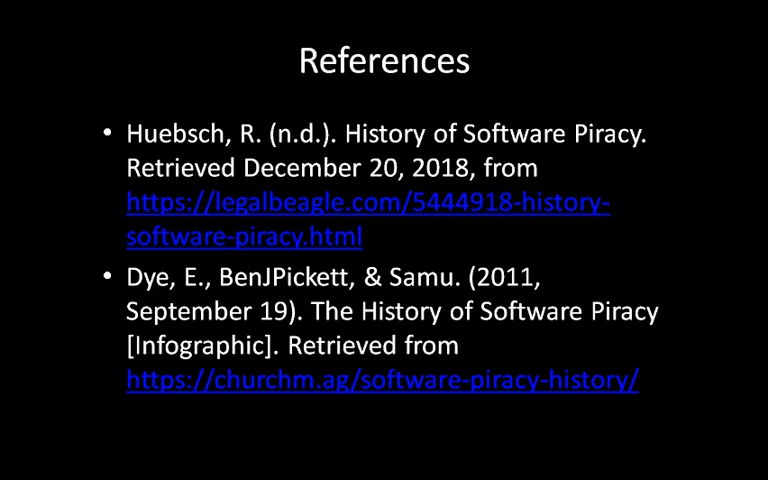 References
• Huebsch, R. (n.d.). History of Software Piracy.
Retrieved December 20, 2018, from
https://legalbeagle.com/5444918-history-
software-piracy.html
• Dye, E., BenJPickett, & Samu. (2011,
September 19). The History of Software Piracy
[Infographic]. Retrieved from
https://churchm.ag/software-piracy-history/